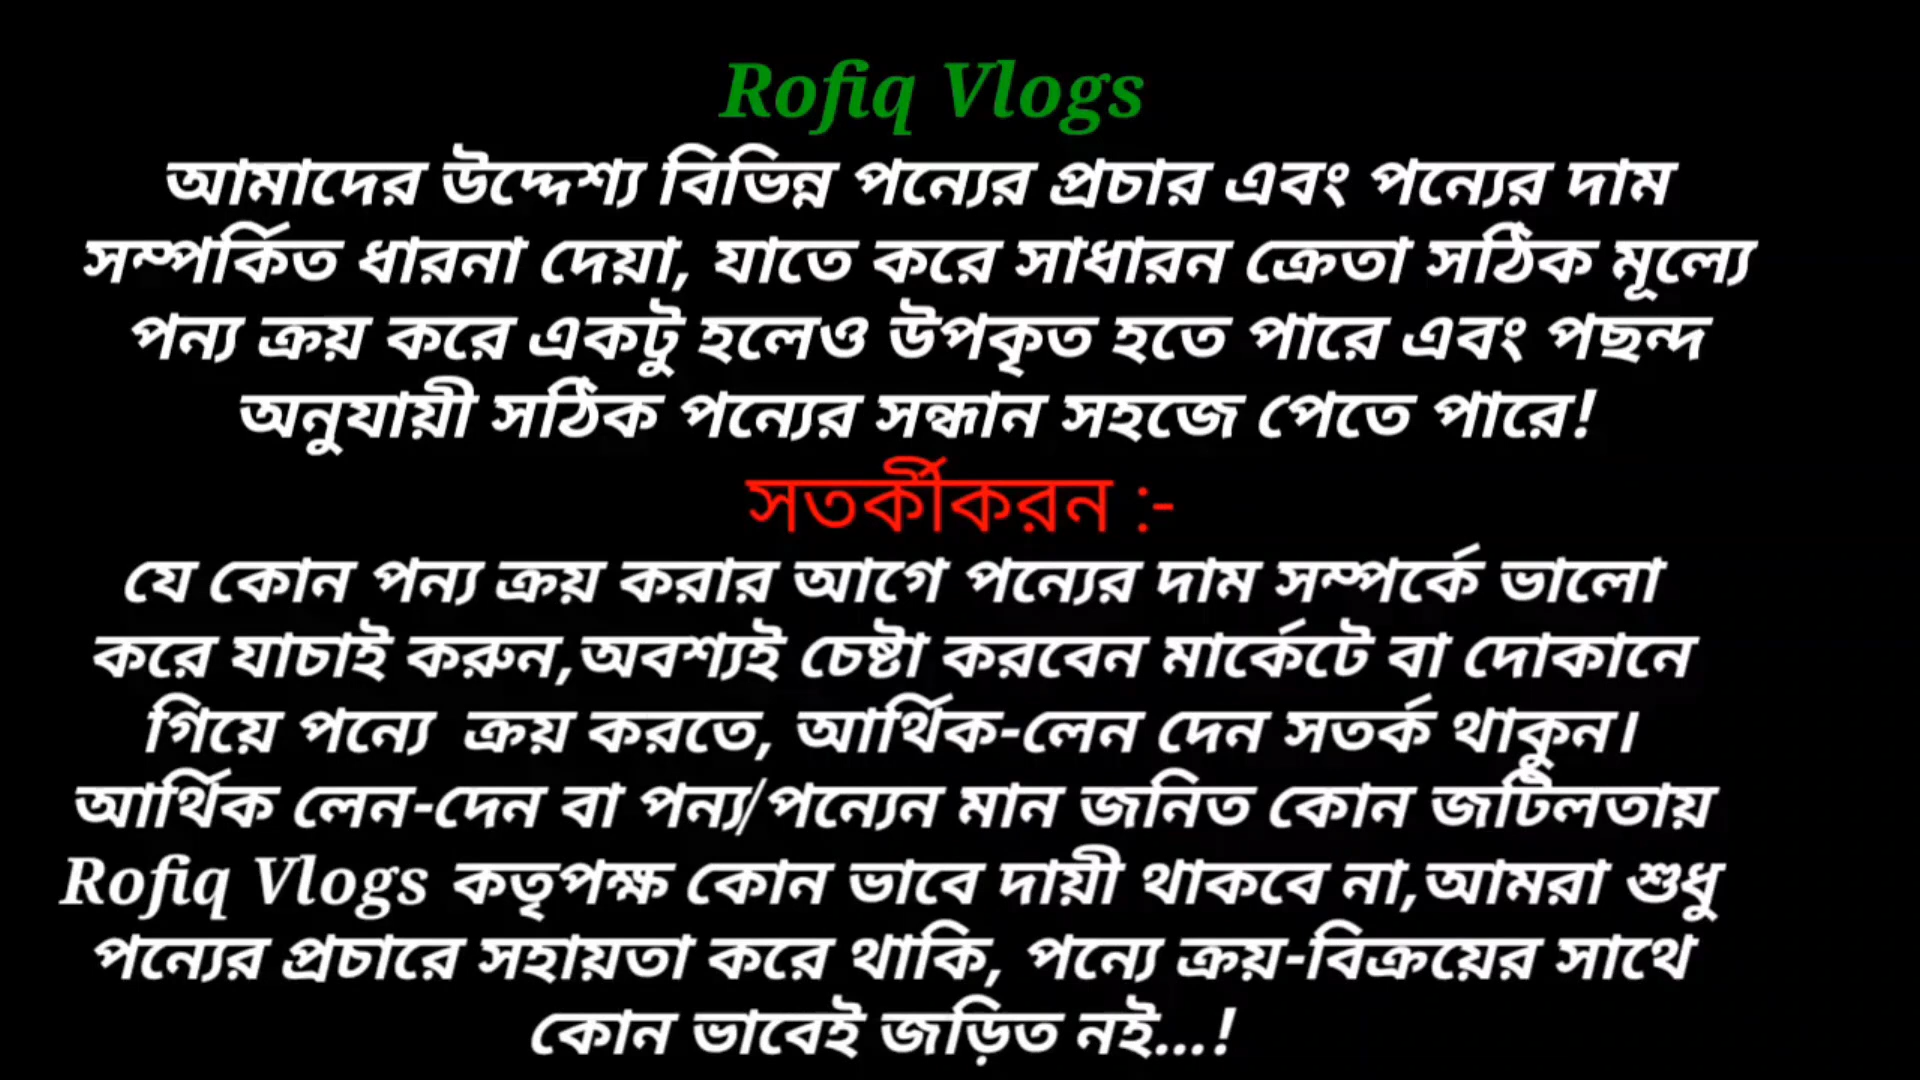 Rofiq Vlogs
আমাদের উদ্দেশ্য বিভিন্ন পন্যের প্রচার এবং পন্যের দাম
সম্পর্কিত ধারনা দেয়া, যাতে করে সাধারন ক্রেতা সঠিক মূল্যে
পন্য ক্রয় করে একটু হলেও উপকৃত হতে পারে এবং পছন্দ
অনুযায়ী সঠিক পন্যের সন্ধান সহজে পেতে পারে!
সতর্কীকরন :-
যে কোন পন্য ক্রয় করার আগে পন্যের দাম সম্পর্কে ভালো
করে যাচাই করুন,অবশ্যই চেষ্টা করবেন মার্কেটে বা দোকানে
গিয়ে পন্যে ক্রয় করতে, আর্থিক-লেন দেন সতর্ক থাকুন।
আর্থিক লেন-দেন বা পন্য/পন্যেন মান জনিত কোন জটিলতায়
Rofiq Vlogs কতৃপক্ষ কোন ভাবে দায়ী থাকবে না,আমরা শুধু
পন্যের প্রচারে সহায়তা করে থাকি, পন্যে ক্রয়-বিক্রয়ের সাথে
কোন ভাবেই জড়িত নই...!